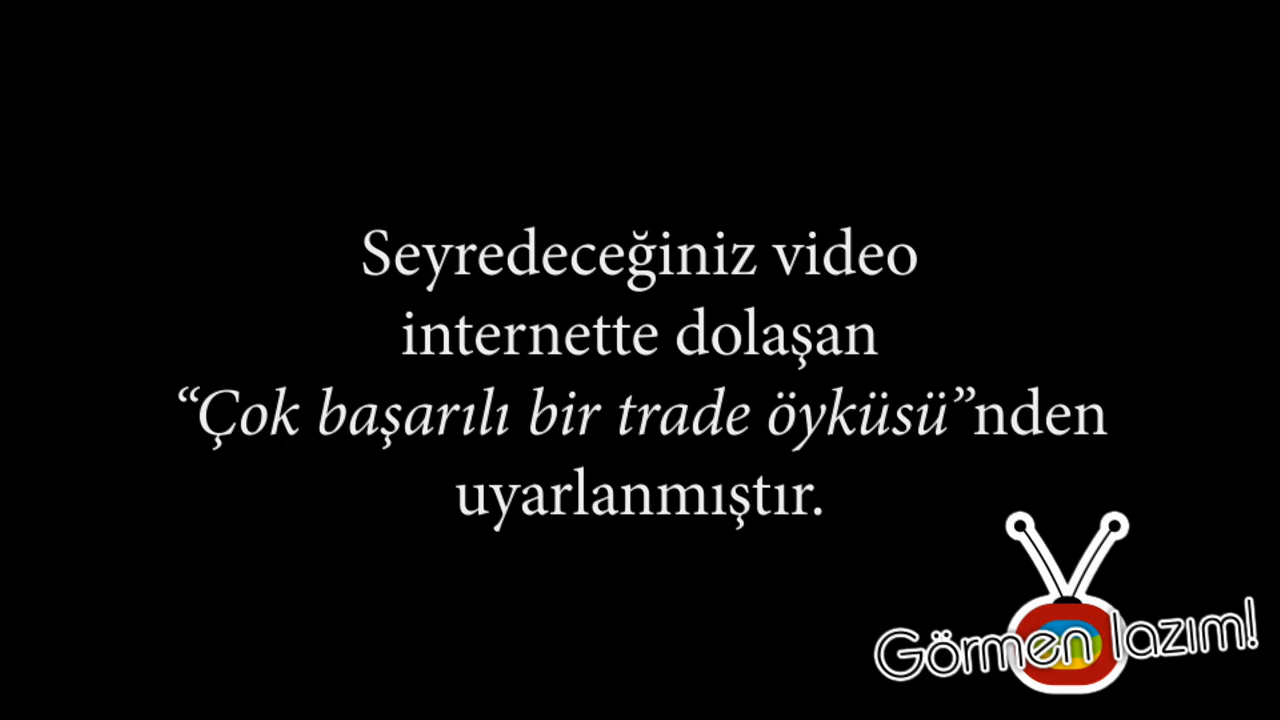 Seyredeceğiniz video
internette dolaşan
“Çok başarılı bir trade öyküsü”nden
uyarlanmıştır.
Görmen lazım!